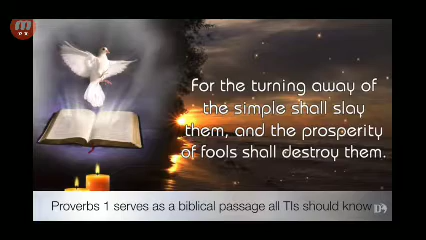 For the turning away of
the simple shall slay
them, and the prosperity
of fools shall destroy them.
Proverbs 1 serves as a biblical passage all TIs should know